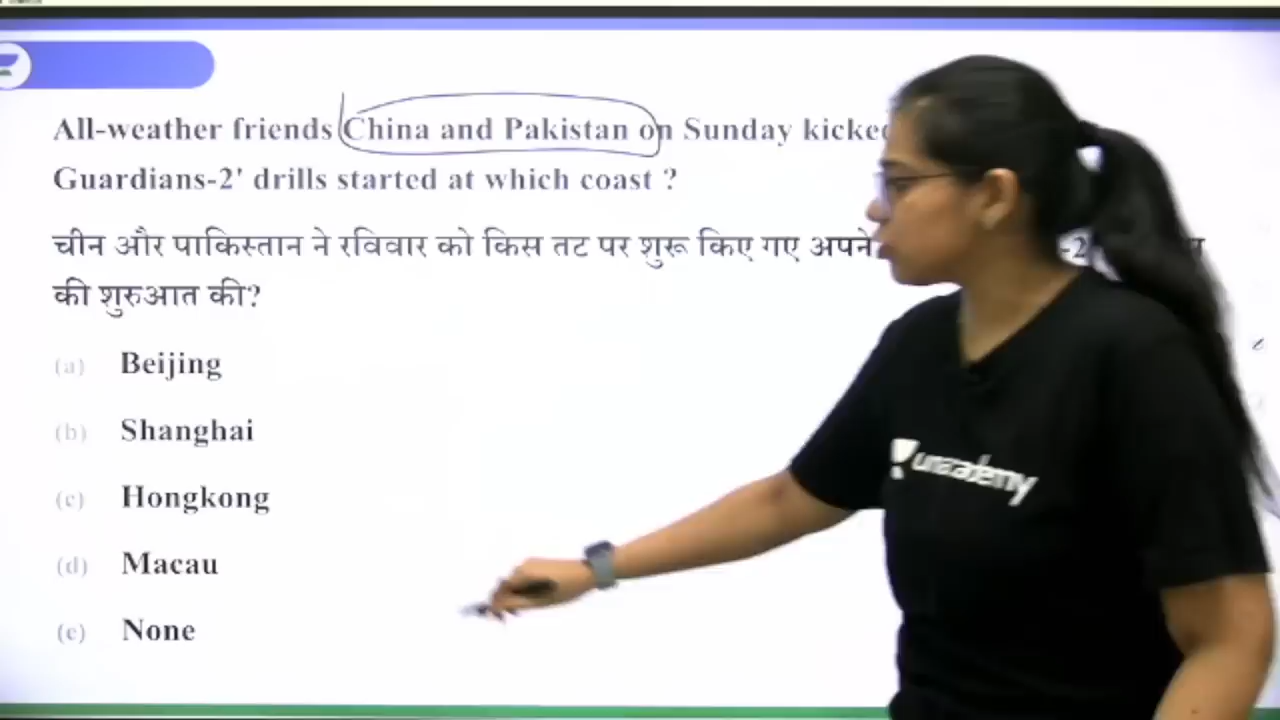 All-weather friends China and Pakistan on Sunday kicked
Guardians-2' drills started at which coast ?
चीन और पाकिस्तान ने रविवार को किस तट पर शुरू किए गए अपने
की शुरुआत की?
(a) Beijing
(b) Shanghai
(c) Hongkong
(d) Macau
(e) None
unacademy